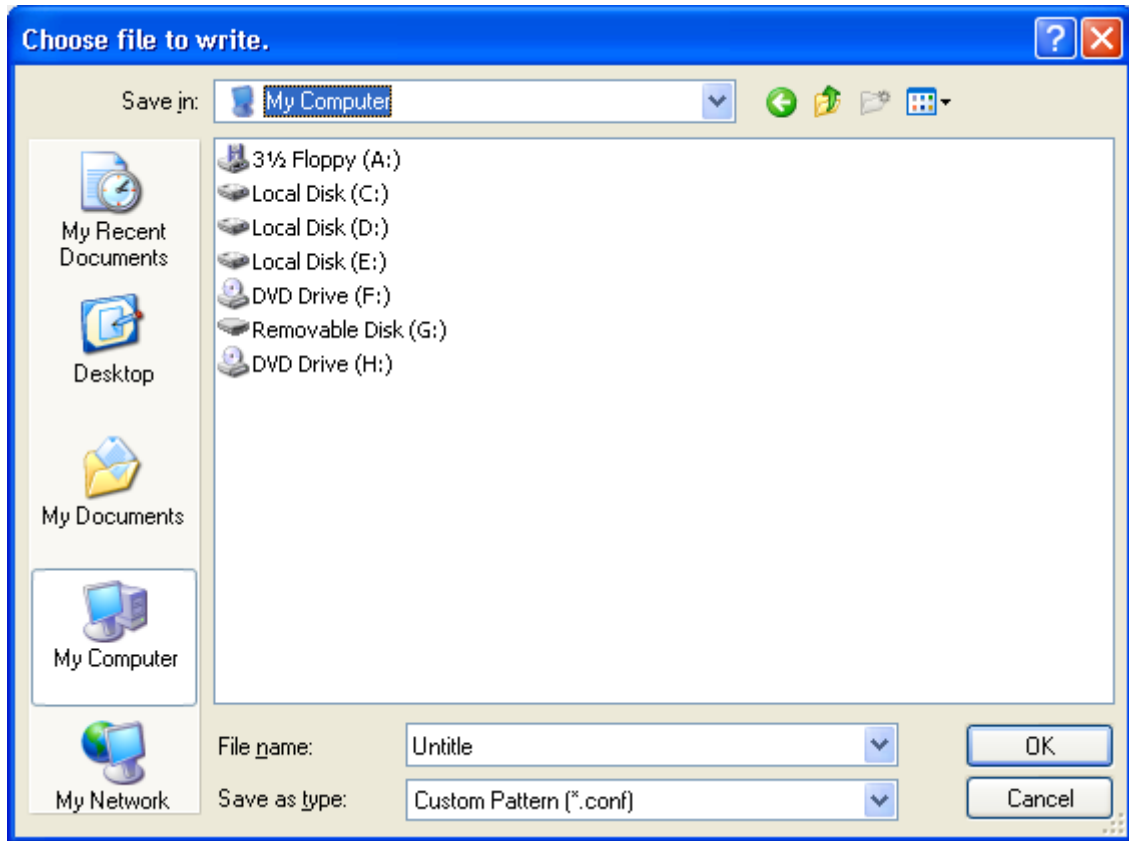 Choose file to write.
Save in:
My Computer
3½ Floppy (A:)
Local Disk (C:)
Local Disk (D:)
Local Disk (E:)
DVD Drive (F:)
Removable Disk (G:)
DVD Drive (H:)
My Recent
Documents
Desktop
My Documents
My Computer
My Network
File name:
Untitle
OK
Save as type:
Custom Pattern (*.conf)
Cancel